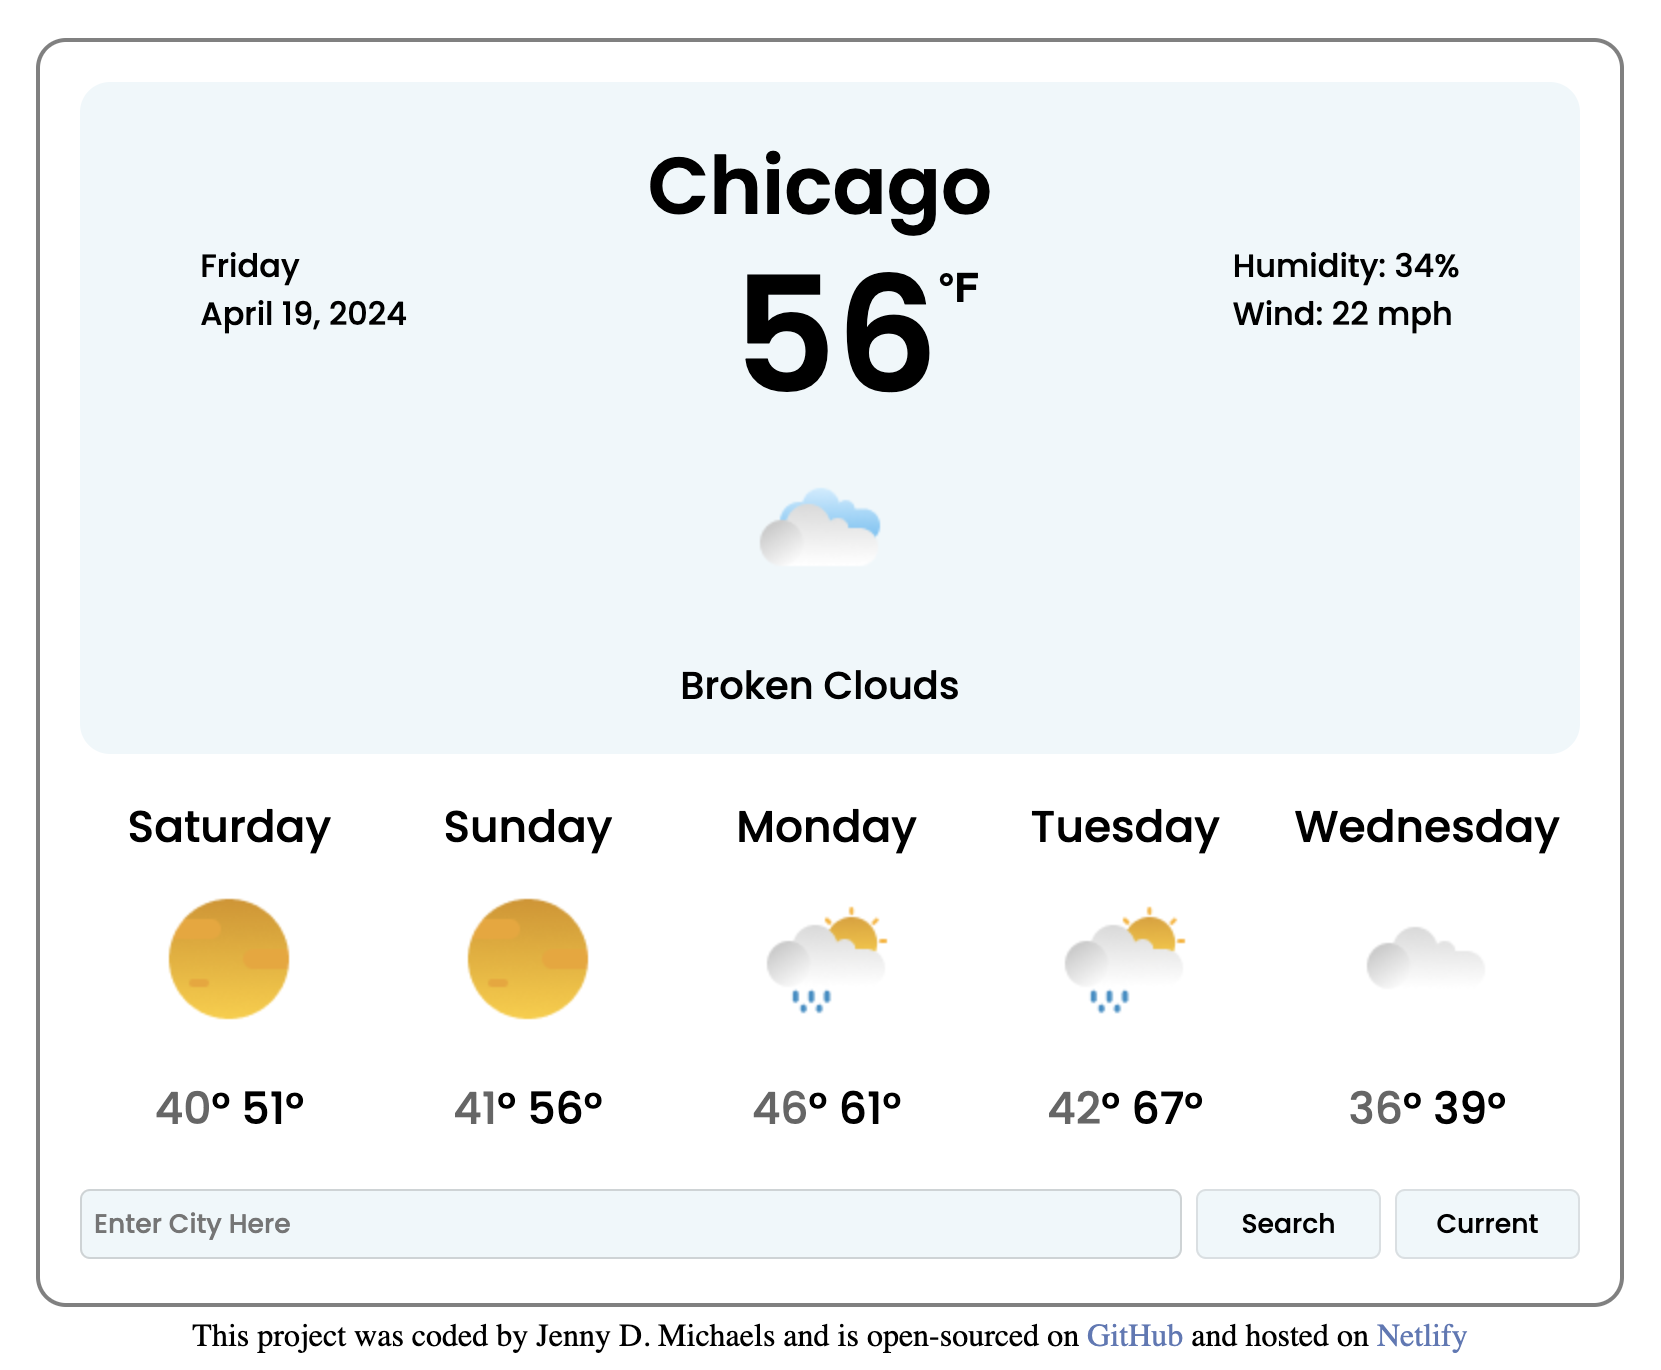 Chicago
Friday
April 19, 2024
56 °F
Humidity: 34%
Wind: 22 mph
Broken Clouds
Saturday Sunday Monday Tuesday Wednesday
40° 51° 41° 56° 46° 61° 42° 67° 36° 39°
Enter City Here Search Current
This project was coded by Jenny D. Michaels and is open-sourced on GitHub and hosted on Netlify